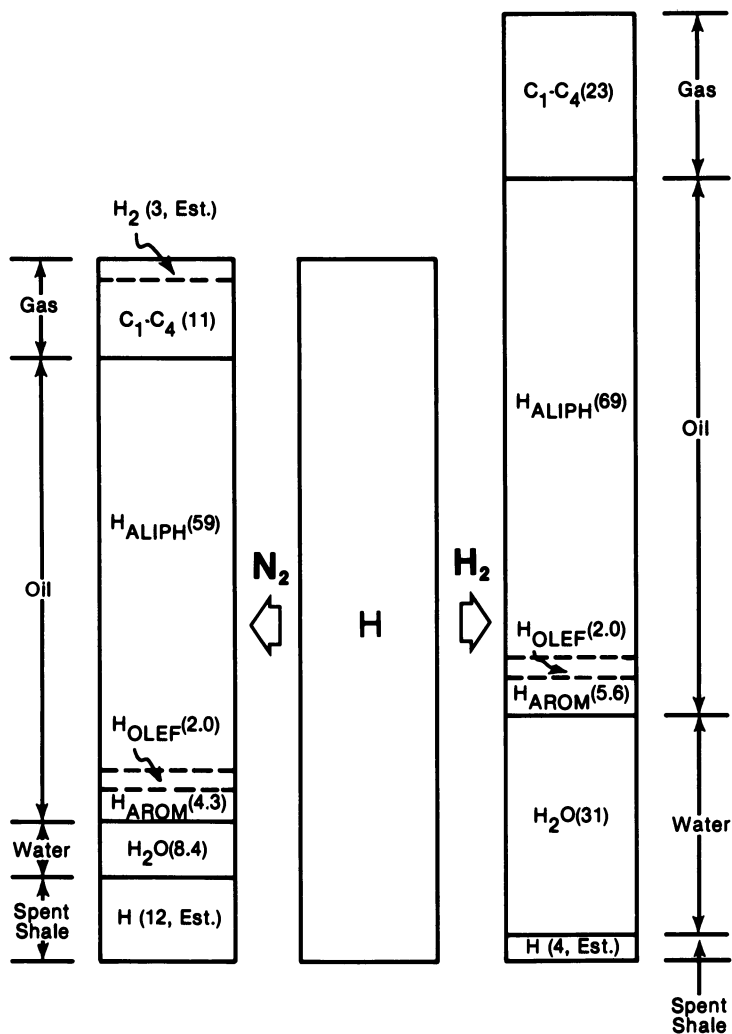 Gas
Oil
Water
Spent
Shale
H2 (3, Est.)
C1-C4 (11)
HALIPH(59)
HOLEF(2.0)
HAROM(4.3)
H2O(8.4)
H (12, Est.)
N2
H
H2
C1-C4(23)
HALIPH(69)
HOLEF(2.0)
HAROM(5.6)
H2O(31)
H (4, Est.)
Gas
Oil
Water
Spent
Shale